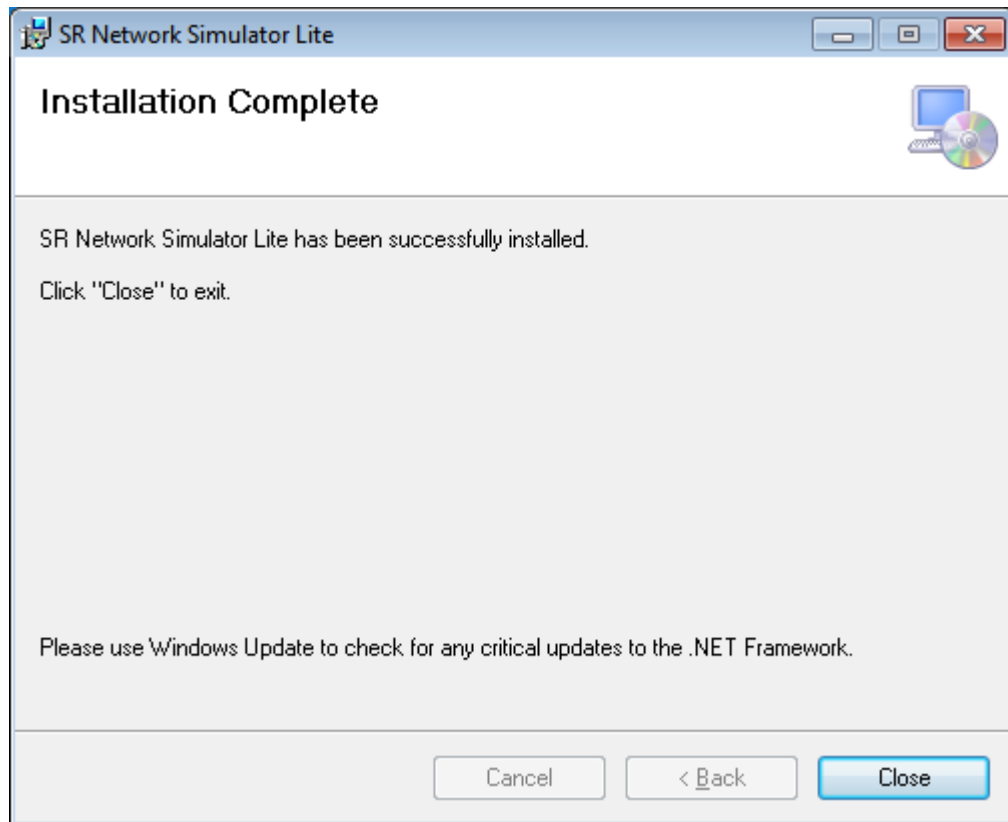 SR Network Simulator Lite
Installation Complete
SR Network Simulator Lite has been successfully installed.
Click "Close" to exit.
Please use Windows Update to check for any critical updates to the .NET Framework.
Cancel
< Back
Close